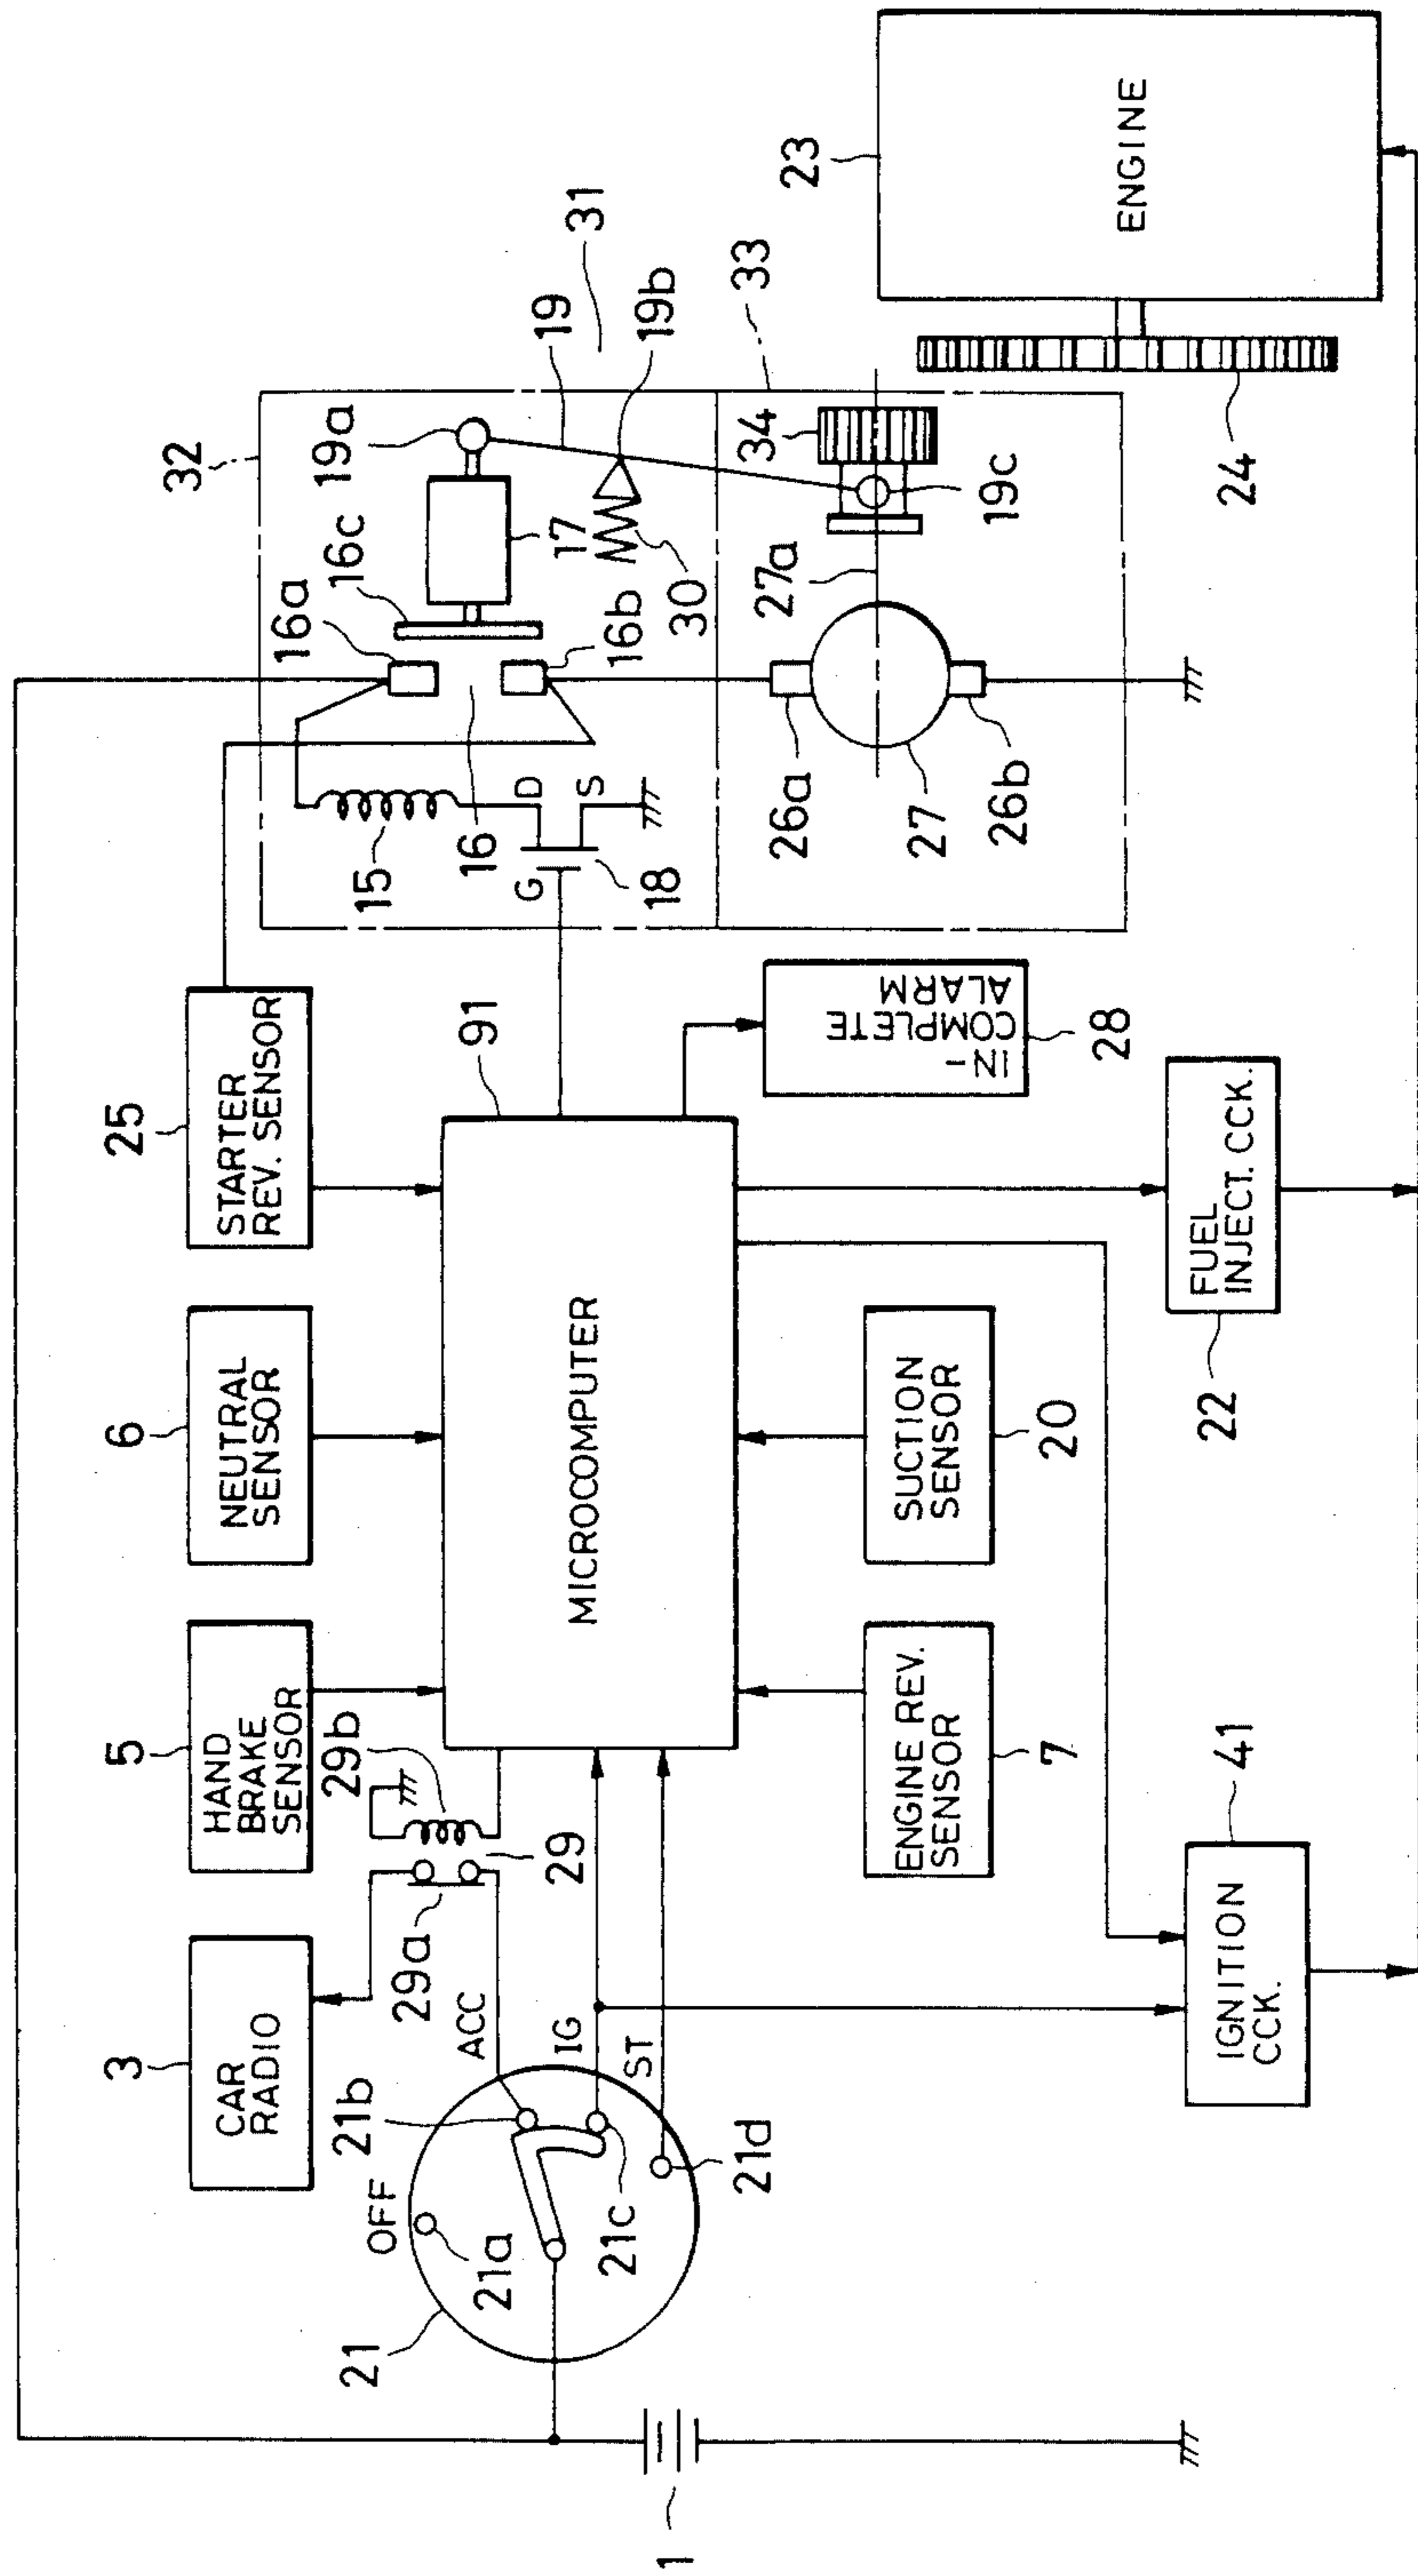 1
21
OFF
21a
21b
21c
21d
ACC
IG
ST
3
CAR
RADIO
29a
29
29b
5
HAND
BRAKE
SENSOR
6
NEUTRAL
SENSOR
25
STARTER
REV. SENSOR
91
MICROCOMPUTER
7
ENGINE REV.
SENSOR
20
SUCTION
SENSOR
41
IGNITION
CCK.
22
FUEL
INJECT. CCK.
28
IN-
COMPLETE
ALARM
32
15
16
16a
16b
16c
17
18
G
D
S
19a
19
19b
30
31
33
26a
26b
27
27a
34
19c
24
23
ENGINE